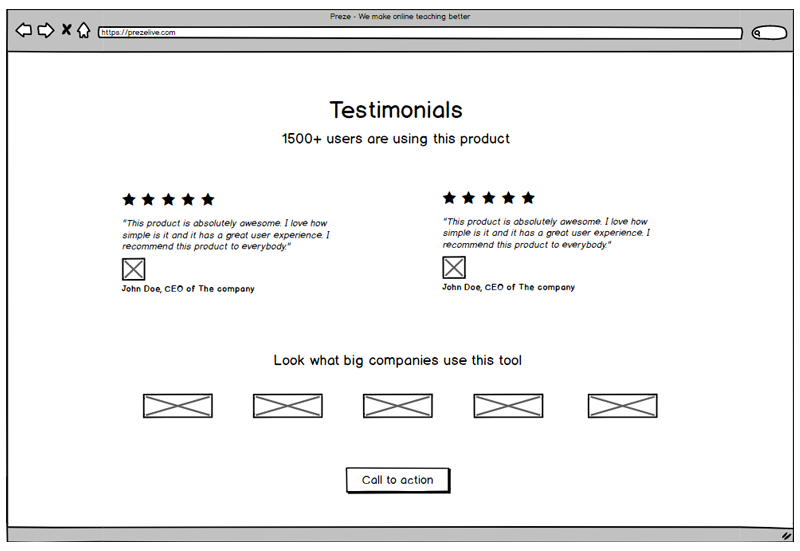 Preze - We make online teaching better
https://prezelive.com
Testimonials
1500+ users are using this product
"This product is absolutely awesome. I love how
simple is it and it has a great user experience. I
recommend this product to everybody."
John Doe, CEO of The company
"This product is absolutely awesome. I love how
simple is it and it has a great user experience. I
recommend this product to everybody."
John Doe, CEO of The company
Look what big companies use this tool
Call to action